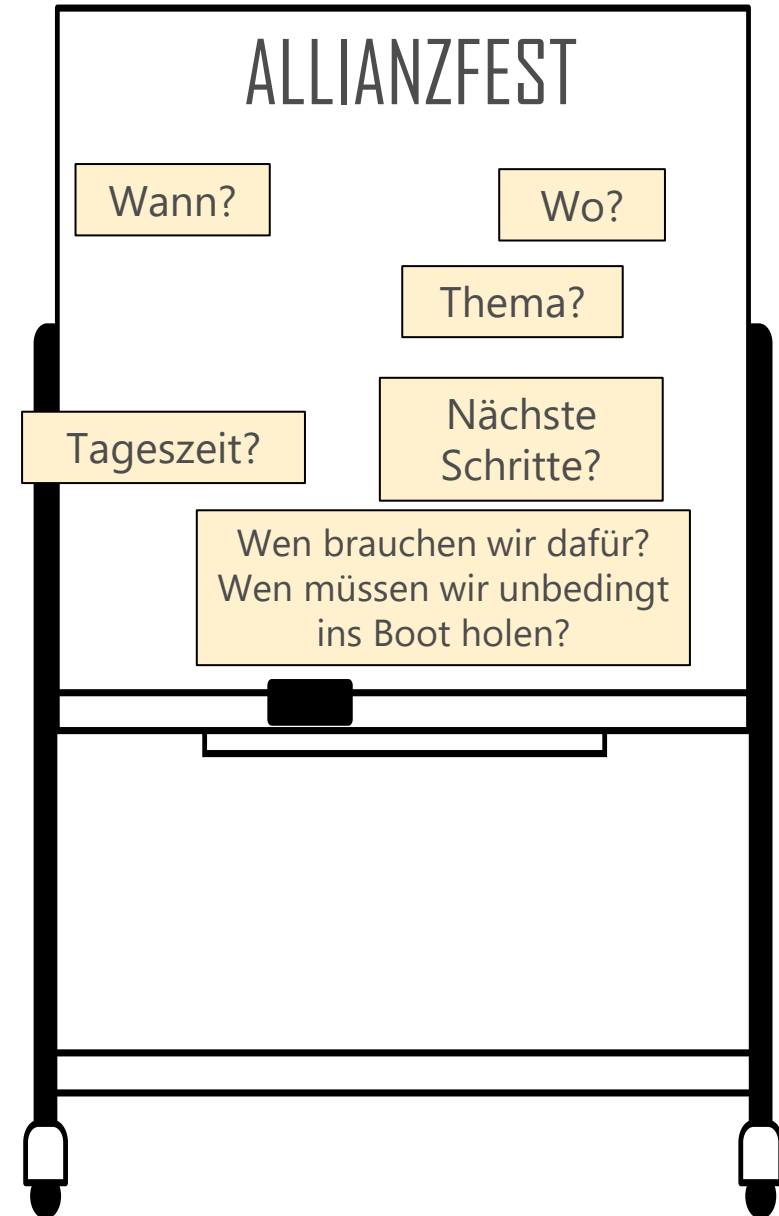 ALLIANZFEST
Wann?
Wo?
Thema?
Tageszeit?
Nächste
Schritte?
Wen brauchen wir dafür?
Wen müssen wir unbedingt
ins Boot holen?